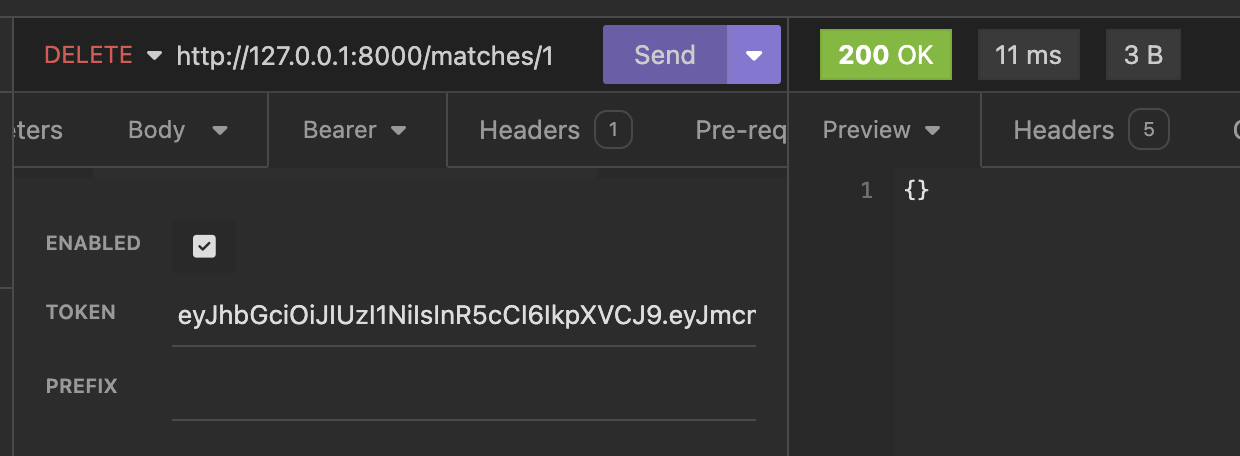 DELETE http://127.0.0.1:8000/matches/1 Send 200 OK 11 ms 3 B
eters Body Bearer Headers 1 Pre-req Preview Headers 5
1 {}
ENABLED
TOKEN eyJhbGciOiJIUzI1NiIsInR5cCI6IkpXVCJ9.eyJmcr
PREFIX